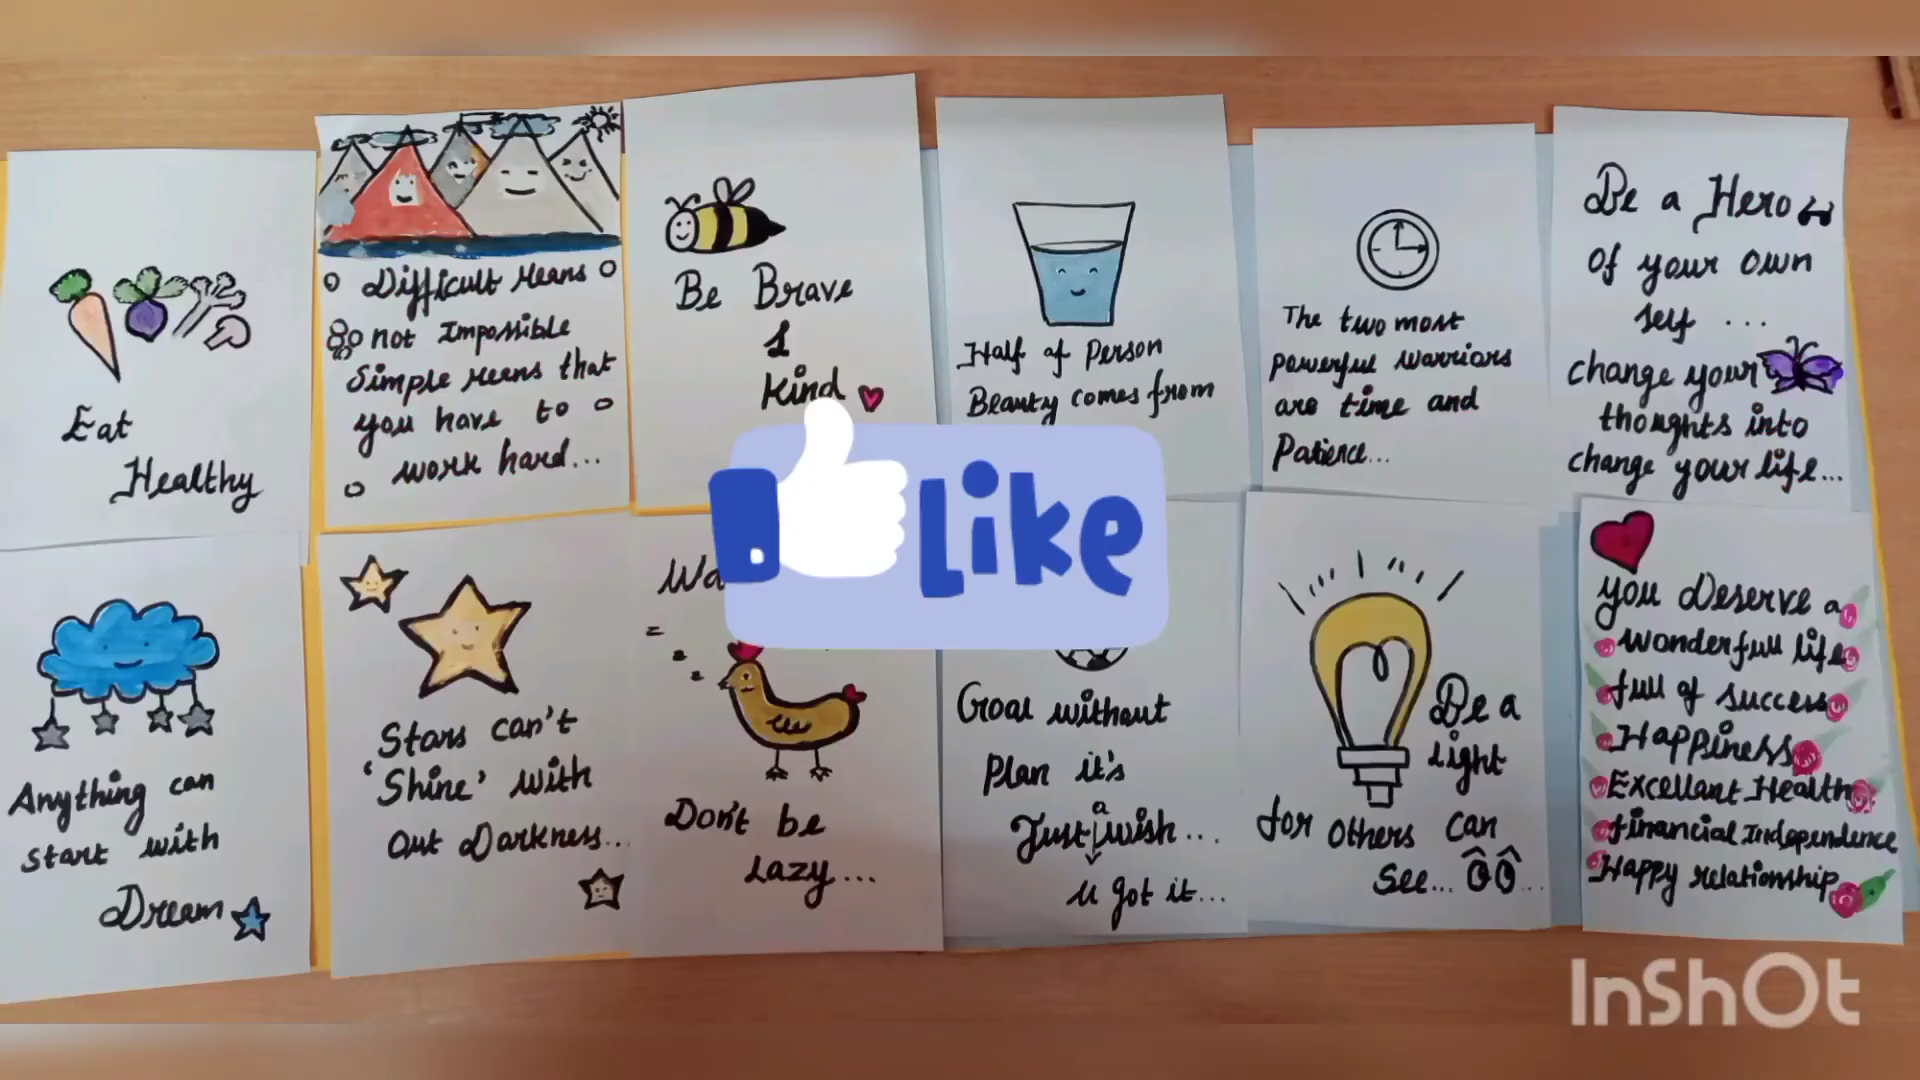 Eat
Healthy
Difficult Means
not Impossible
Simple Means that
you have to
work hard...
Be Brave
&
Kind
Half of Person
Beauty comes from
The two most
powerful warriors
are time and
Patience...
Be a Hero
of your own
self ...
change your
thoughts into
change your life...
Like
Anything can
start with
Dream
Stars can't
'Shine' with
out Darkness...
Don't be
Lazy...
Goal without
Plan it's
Just a wish...
u got it...
Be a
light
for others can
see...
you Deserve a
wonderfull life
full of success
Happiness
Excellant Health
financial Independence
Happy relationship
InShOt